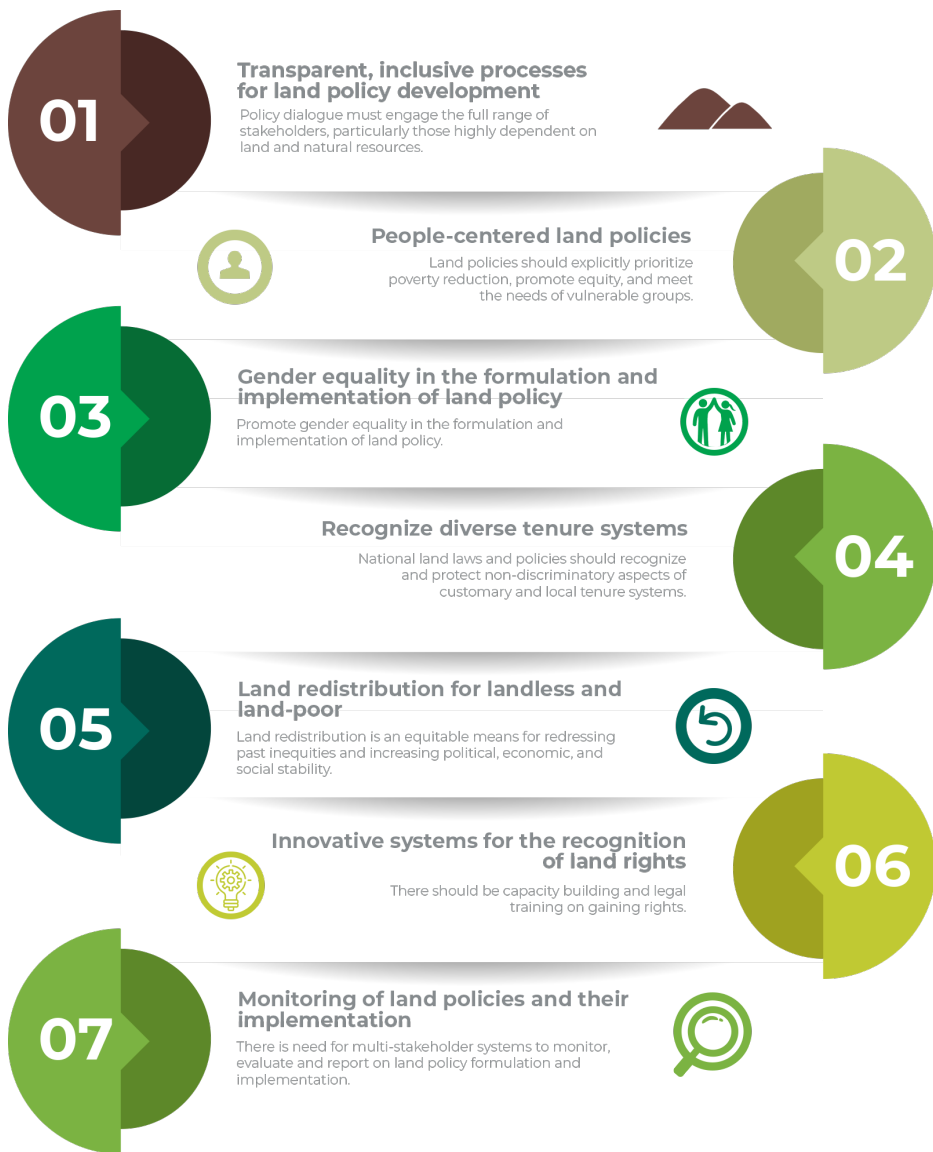 01
Transparent, inclusive processes
for land policy development
Policy dialogue must engage the full range of
stakeholders, particularly those highly dependent on
land and natural resources.
02
People-centered land policies
Land policies should explicitly prioritize
poverty reduction, promote equity, and meet
the needs of vulnerable groups.
03
Gender equality in the formulation and
implementation of land policy
Promote gender equality in the formulation and
implementation of land policy.
04
Recognize diverse tenure systems
National land laws and policies should recognize
and protect non-discriminatory aspects of
customary and local tenure systems.
05
Land redistribution for landless and
land-poor
Land redistribution is an equitable means for redressing
past inequities and increasing political, economic, and
social stability.
06
Innovative systems for the recognition
of land rights
There should be capacity building and legal
training on gaining rights.
07
Monitoring of land policies and their
implementation
There is need for multi-stakeholder systems to monitor,
evaluate and report on land policy formulation and
implementation.